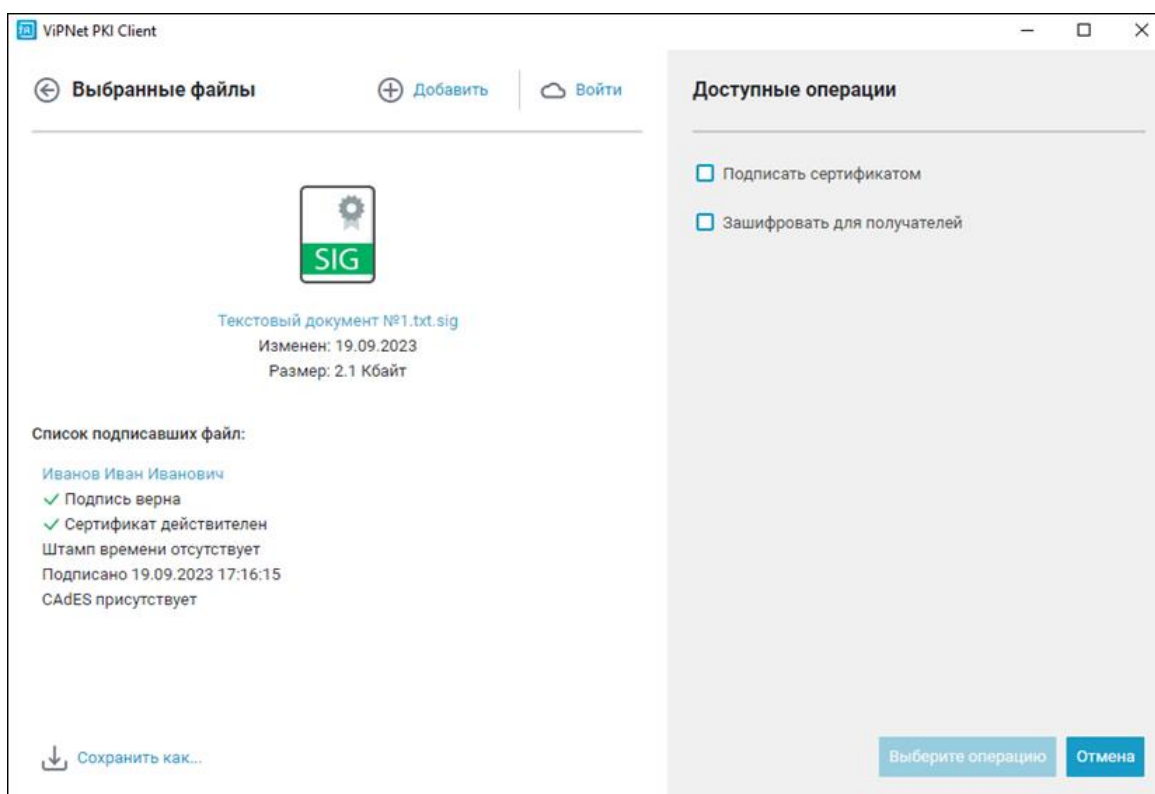 ViPNet PKI Client
Выбранные файлы
Добавить
Войти
SIG
Текстовый документ №1.txt.sig
Изменен: 19.09.2023
Размер: 2.1 Кбайт
Список подписавших файл:
Иванов Иван Иванович
Подпись верна
Сертификат действителен
Штамп времени отсутствует
Подписано 19.09.2023 17:16:15
CAdES присутствует
Сохранить как...
Доступные операции
Подписать сертификатом
Зашифровать для получателей
Выберите операцию
Отмена